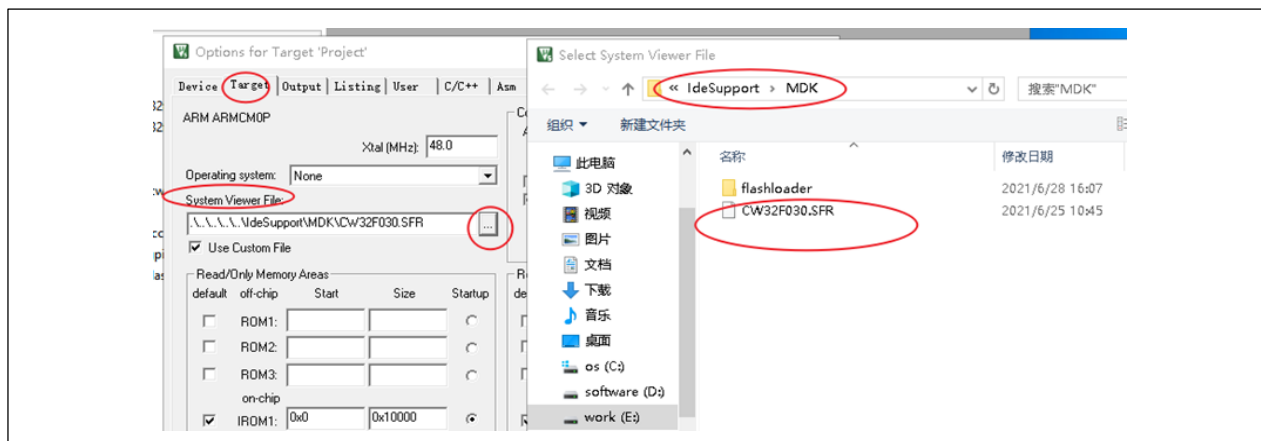 Options for Target 'Project'
Device Target Output Listing User C/C++ Asm
ARM ARMCM0P
Xtal (MHz): 48.0
Operating system: None
System Viewer File:
.\..\..\..\..\IdeSupport\MDK\CW32F030.SFR ...
Use Custom File
Read/Only Memory Areas
default off-chip Start Size Startup
ROM1:
ROM2:
ROM3:
on-chip
IROM1: 0x0 0x10000
Select System Viewer File
« IdeSupport › MDK
搜索"MDK"
组织 新建文件夹
此电脑
3D 对象
视频
图片
文档
下载
音乐
桌面
os (C:)
software (D:)
work (E:)
名称 修改日期
flashloader 2021/6/28 16:07
CW32F030.SFR 2021/6/25 10:45